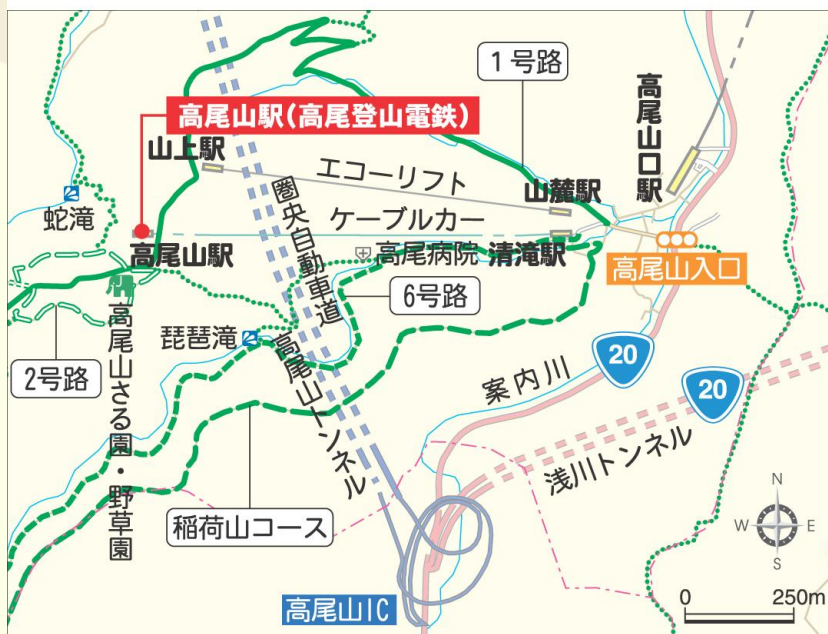 1号路
高尾山口駅
高尾山駅(高尾登山電鉄)
山上駅
エコーリフト
山麓駅
圏央自動車道
蛇滝
ケーブルカー
高尾山駅
高尾病院
清滝駅
高尾山入口
6号路
琵琶滝
高尾山さる園・野草園
高尾山トンネル
2号路
20
案内川
20
浅川トンネル
稲荷山コース
N
W
E
S
高尾山IC
0
250m